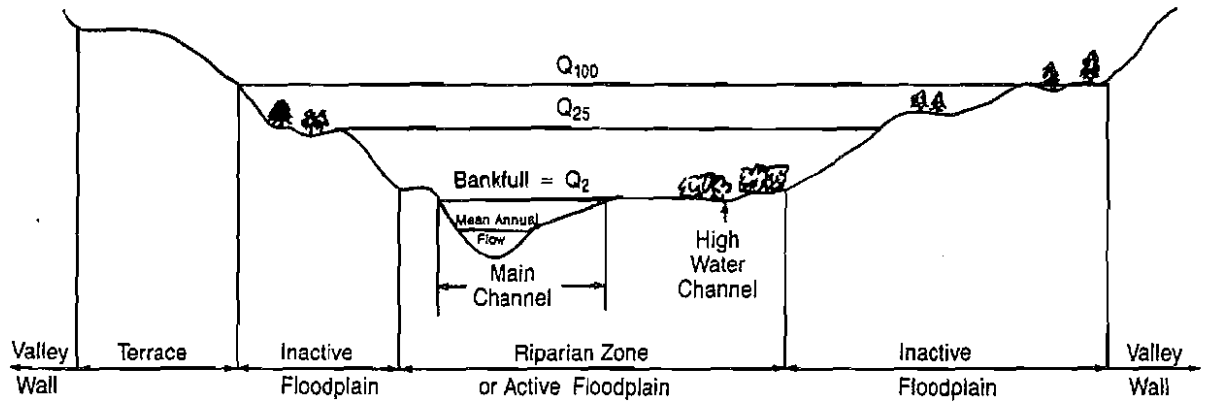 Q100
Q25
Bankfull = Q2
Mean Annual
Flow
Main
Channel
High
Water
Channel
Valley
Wall
Terrace
Inactive
Floodplain
Riparian Zone
or Active Floodplain
Inactive
Floodplain
Valley
Wall